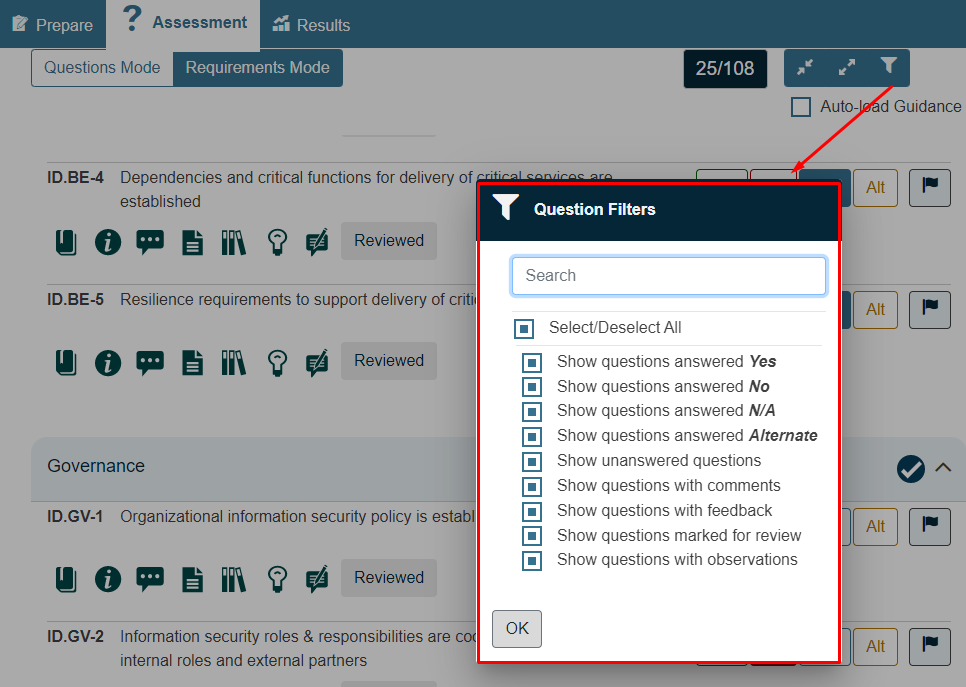 Prepare
? Assessment
Results
Questions Mode
Requirements Mode
25/108
Auto-load Guidance
ID.BE-4 Dependencies and critical functions for delivery of critical services are
established
Alt
Reviewed
ID.BE-5 Resilience requirements to support delivery of criti
Alt
Reviewed
Governance
ID.GV-1 Organizational information security policy is establ
Alt
Reviewed
ID.GV-2 Information security roles & responsibilities are coo
internal roles and external partners
Alt
Question Filters
Search
Select/Deselect All
Show questions answered Yes
Show questions answered No
Show questions answered N/A
Show questions answered Alternate
Show unanswered questions
Show questions with comments
Show questions with feedback
Show questions marked for review
Show questions with observations
OK